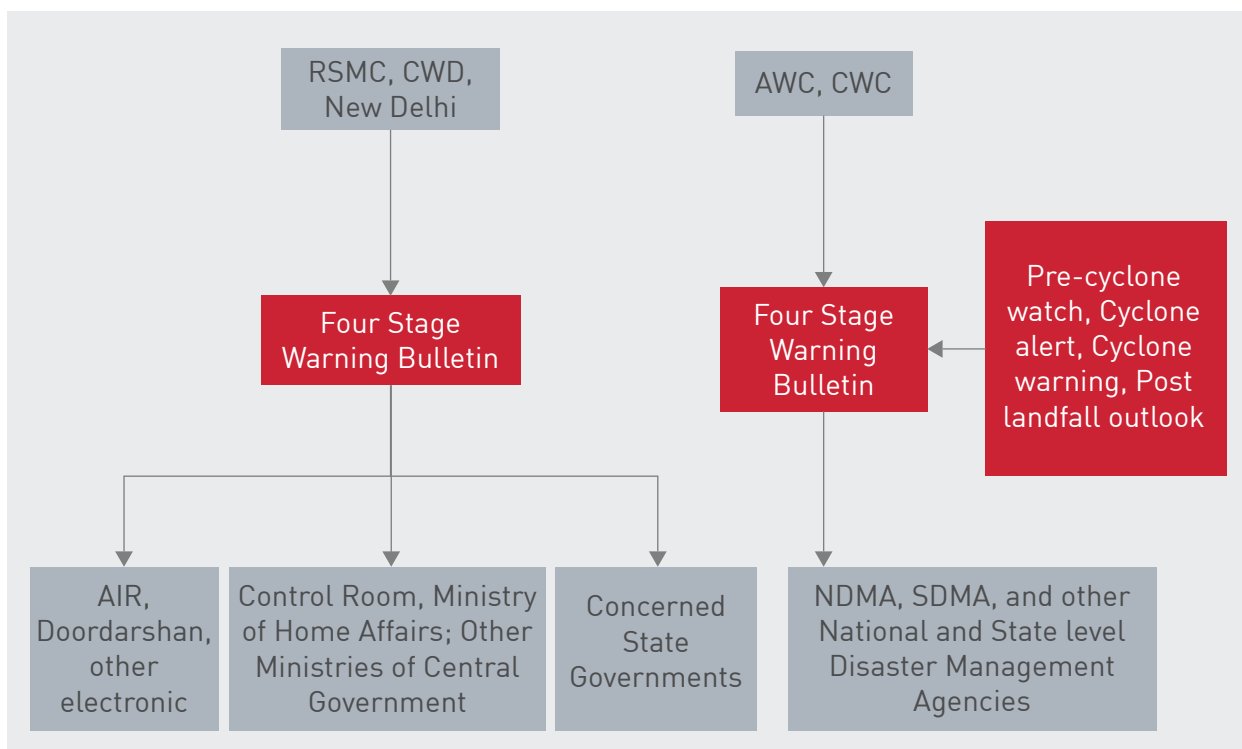 RSMC, CWD,
New Delhi
AWC, CWC
Pre-cyclone
watch, Cyclone
alert, Cyclone
warning, Post
landfall outlook
Four Stage
Warning Bulletin
Four Stage
Warning
Bulletin
AIR,
Doordarshan,
other
electronic
Control Room, Ministry
of Home Affairs; Other
Ministries of Central
Government
Concerned
State
Governments
NDMA, SDMA, and other
National and State level
Disaster Management
Agencies